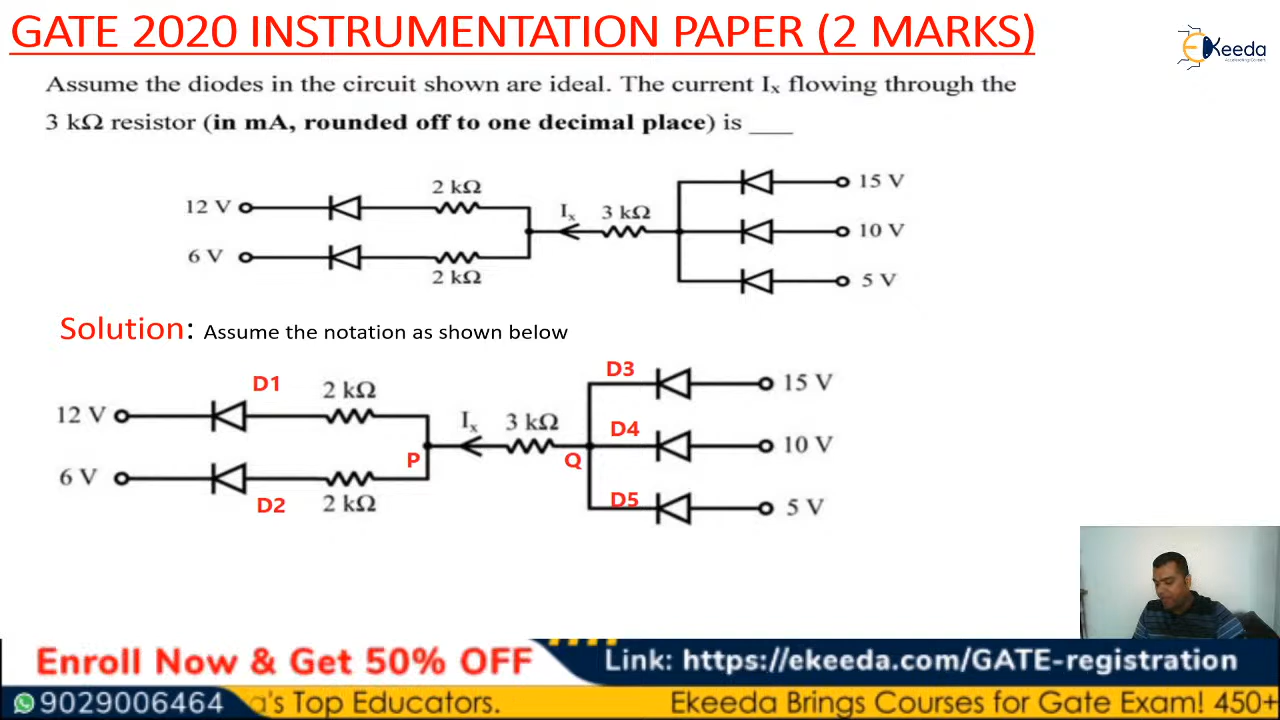 GATE 2020 INSTRUMENTATION PAPER (2 MARKS)
Ekeeda
Assume the diodes in the circuit shown are ideal. The current Iₓ flowing through the
3 kΩ resistor (in mA, rounded off to one decimal place) is ___
2 kΩ
15 V
12 V
Iₓ 3 kΩ
10 V
6 V
2 kΩ
5 V
Solution: Assume the notation as shown below
D3
D1
2 kΩ
15 V
12 V
Iₓ 3 kΩ
D4
10 V
P
Q
6 V
D2
2 kΩ
D5
5 V
Enroll Now & Get 50% OFF
Link: https://ekeeda.com/GATE-registration
9029006464
a's Top Educators.
Ekeeda Brings Courses for Gate Exam! 450+